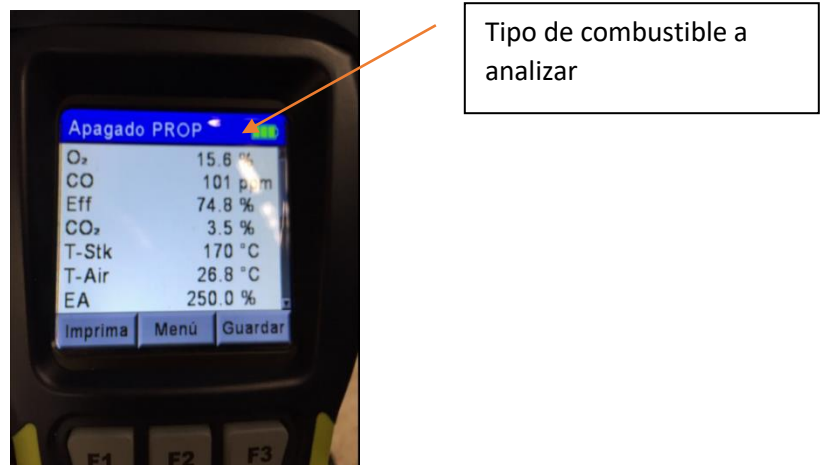 Apagado PROP
O₂ 15.6 %
CO 101 ppm
Eff 74.8 %
CO₂ 3.5 %
T-Stk 170 °C
T-Air 26.8 °C
EA 250.0 %
Imprima Menú Guardar
F1 F2 F3
Tipo de combustible a
analizar